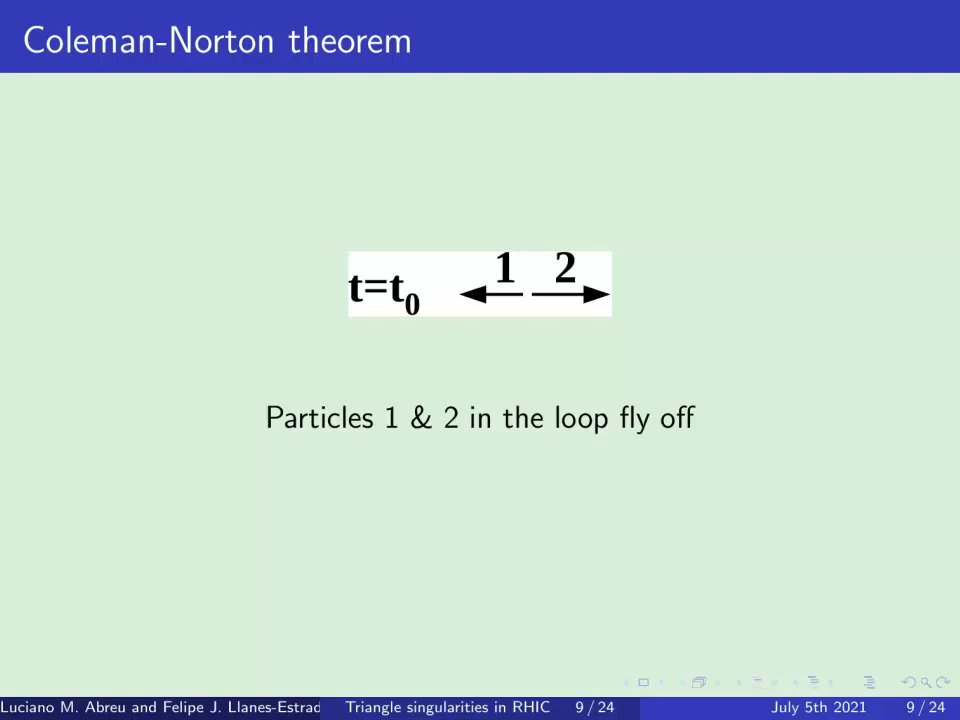 Coleman-Norton theorem
1 2
t=t0
Particles 1 & 2 in the loop fly off
Luciano M. Abreu and Felipe J. Llanes-Estrad Triangle singularities in RHIC 9 / 24 July 5th 2021 9 / 24